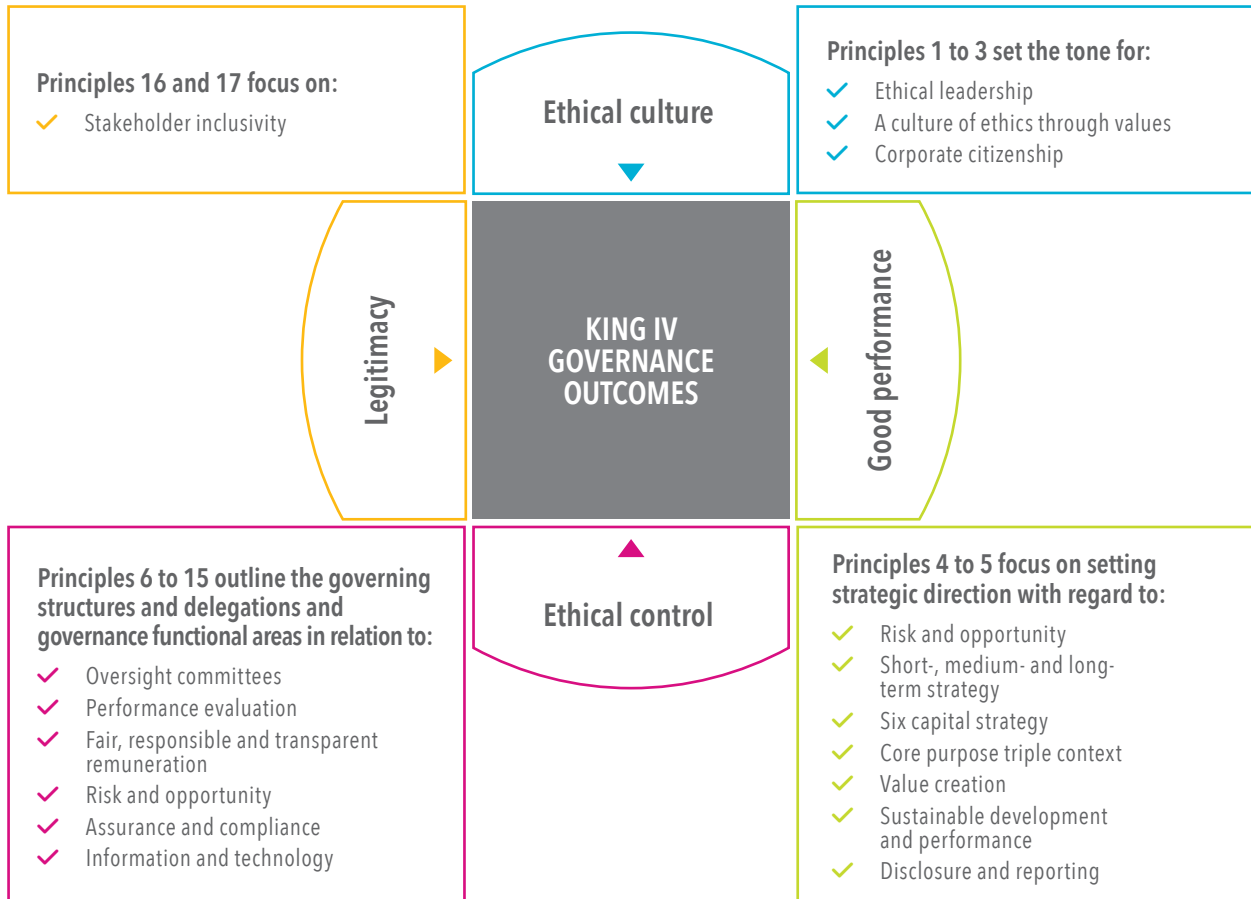 Principles 16 and 17 focus on:
Stakeholder inclusivity
Ethical culture
Principles 1 to 3 set the tone for:
Ethical leadership
A culture of ethics through values
Corporate citizenship
Legitimacy
KING IV
GOVERNANCE
OUTCOMES
Good performance
Principles 6 to 15 outline the governing
structures and delegations and
governance functional areas in relation to:
Oversight committees
Performance evaluation
Fair, responsible and transparent
remuneration
Risk and opportunity
Assurance and compliance
Information and technology
Ethical control
Principles 4 to 5 focus on setting
strategic direction with regard to:
Risk and opportunity
Short-, medium- and long-
term strategy
Six capital strategy
Core purpose triple context
Value creation
Sustainable development
and performance
Disclosure and reporting